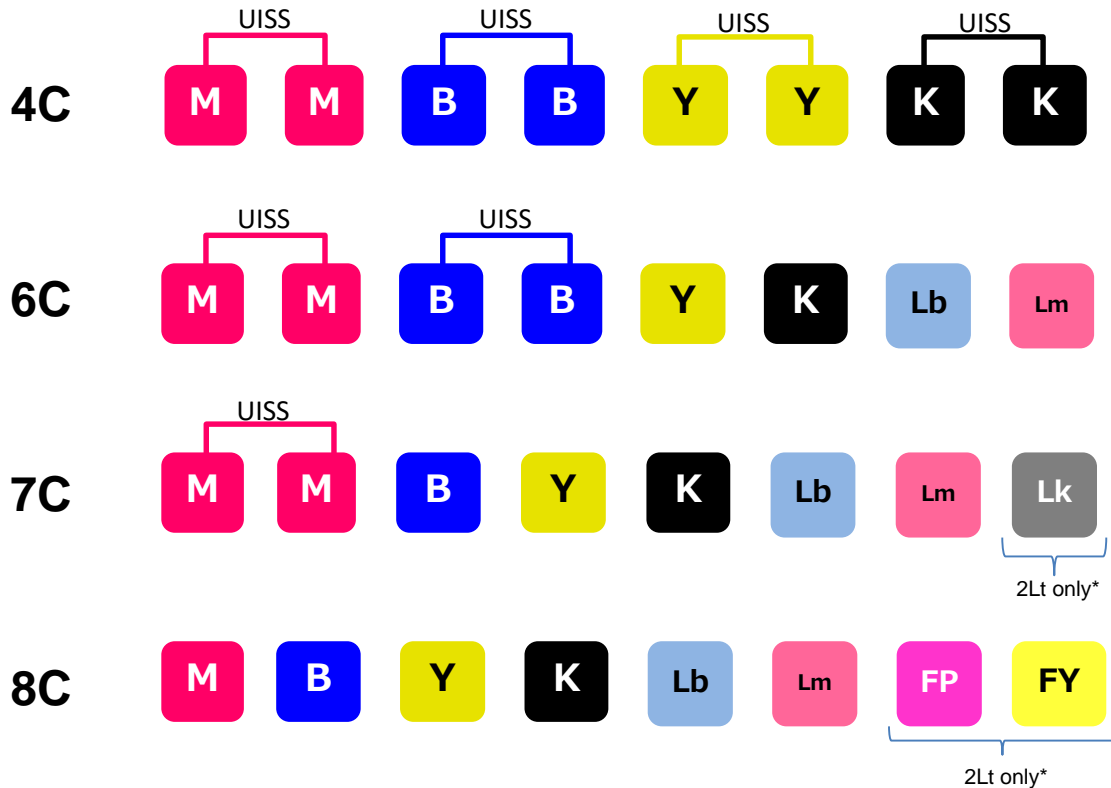 UISS UISS UISS UISS
4C M M B B Y Y K K
UISS UISS
6C M M B B Y K Lb Lm
UISS
7C M M B Y K Lb Lm Lk
2Lt only*
8C M B Y K Lb Lm FP FY
2Lt only*